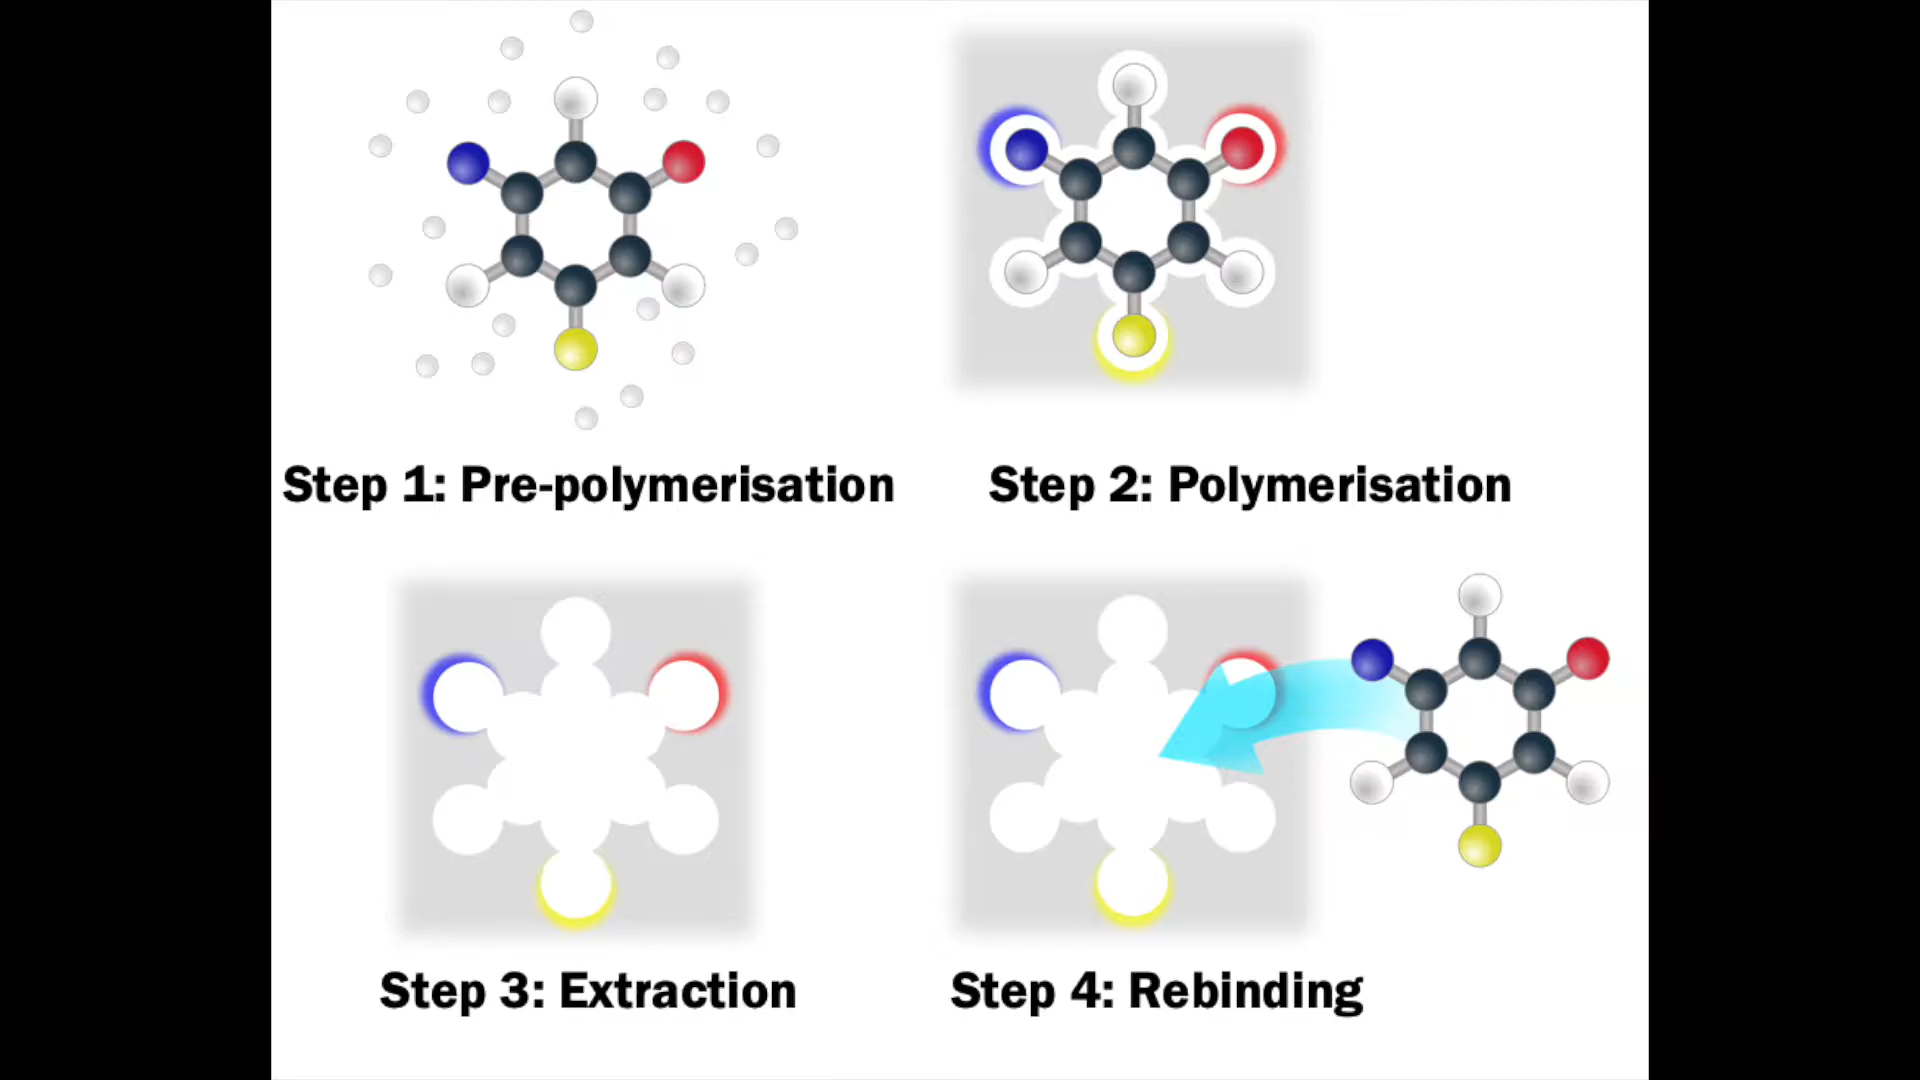 Step 1: Pre-polymerisation
Step 2: Polymerisation
Step 3: Extraction
Step 4: Rebinding